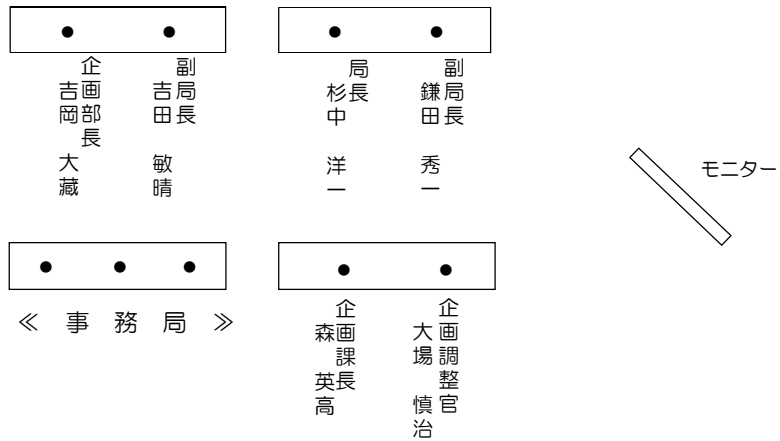 副局長
鎌田 秀一
局長
杉中 洋一
副局長
吉田 敏晴
企画部長
吉岡 大藏
モニター
企画調整官
大場 慎治
企画課長
森 英高
≪ 事 務 局 ≫